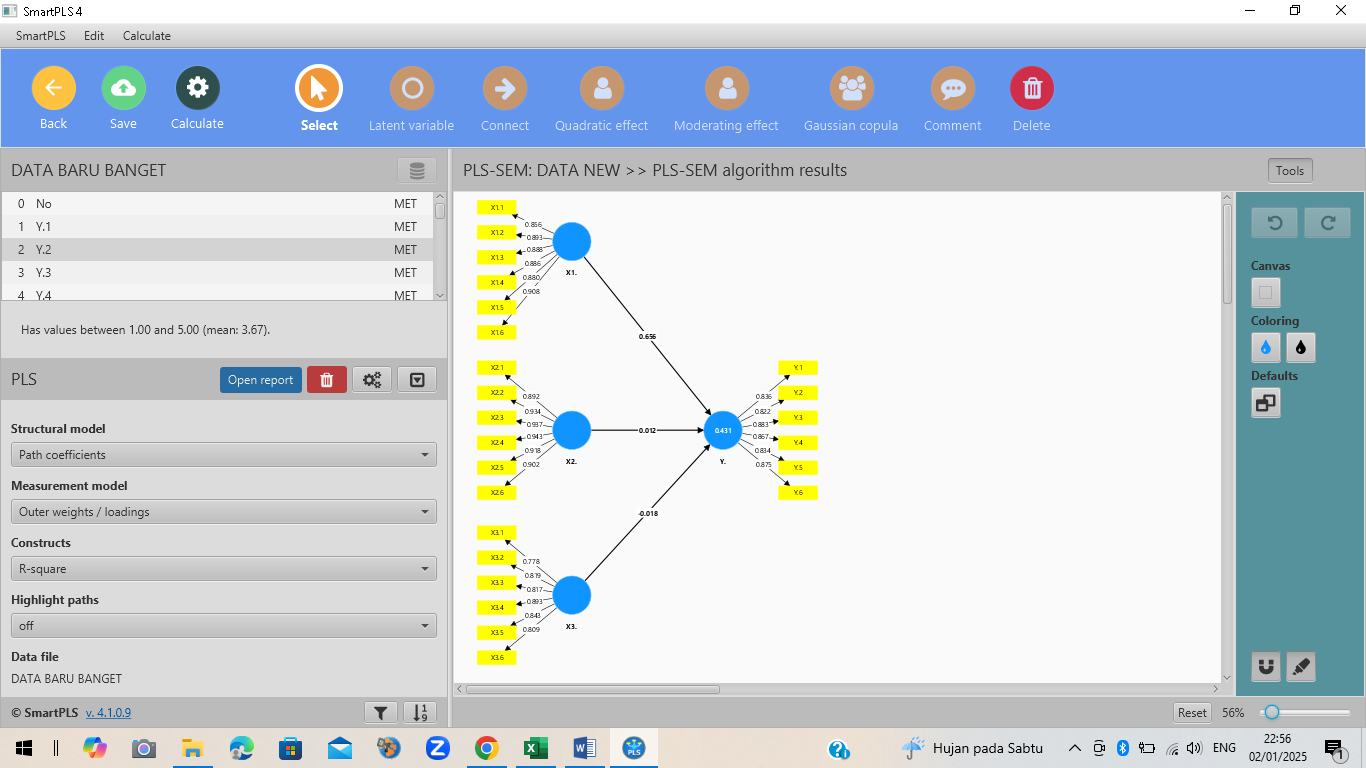 SmartPLS 4
SmartPLS Edit Calculate
Back Save Calculate Select Latent variable Connect Quadratic effect Moderating effect Gaussian copula Comment Delete
DATA BARU BANGET
0 No MET
1 Y.1 MET
2 Y.2 MET
3 Y.3 MET
4 Y.4 MET
Has values between 1.00 and 5.00 (mean: 3.67).
PLS Open report
Structural model
Path coefficients
Measurement model
Outer weights / loadings
Constructs
R-square
Highlight paths
off
Data file
DATA BARU BANGET
© SmartPLS v. 4.1.0.9
PLS-SEM: DATA NEW >> PLS-SEM algorithm results
Tools
X1.1
X1.2
X1.3
X1.4
X1.5
X1.6
0.856
0.893
0.888
0.886
0.880
0.908
X1.
0.656
X2.1
X2.2
X2.3
X2.4
X2.5
X2.6
0.892
0.934
0.937
0.943
0.918
0.902
X2.
0.012
X3.1
X3.2
X3.3
X3.4
X3.5
X3.6
0.778
0.819
0.817
0.893
0.843
0.809
X3.
-0.018
0.431
Y.
0.836
0.822
0.883
0.867
0.834
0.875
Y.1
Y.2
Y.3
Y.4
Y.5
Y.6
Canvas
Coloring
Defaults
Reset 56%
Hujan pada Sabtu
ENG
22:56
02/01/2025
1